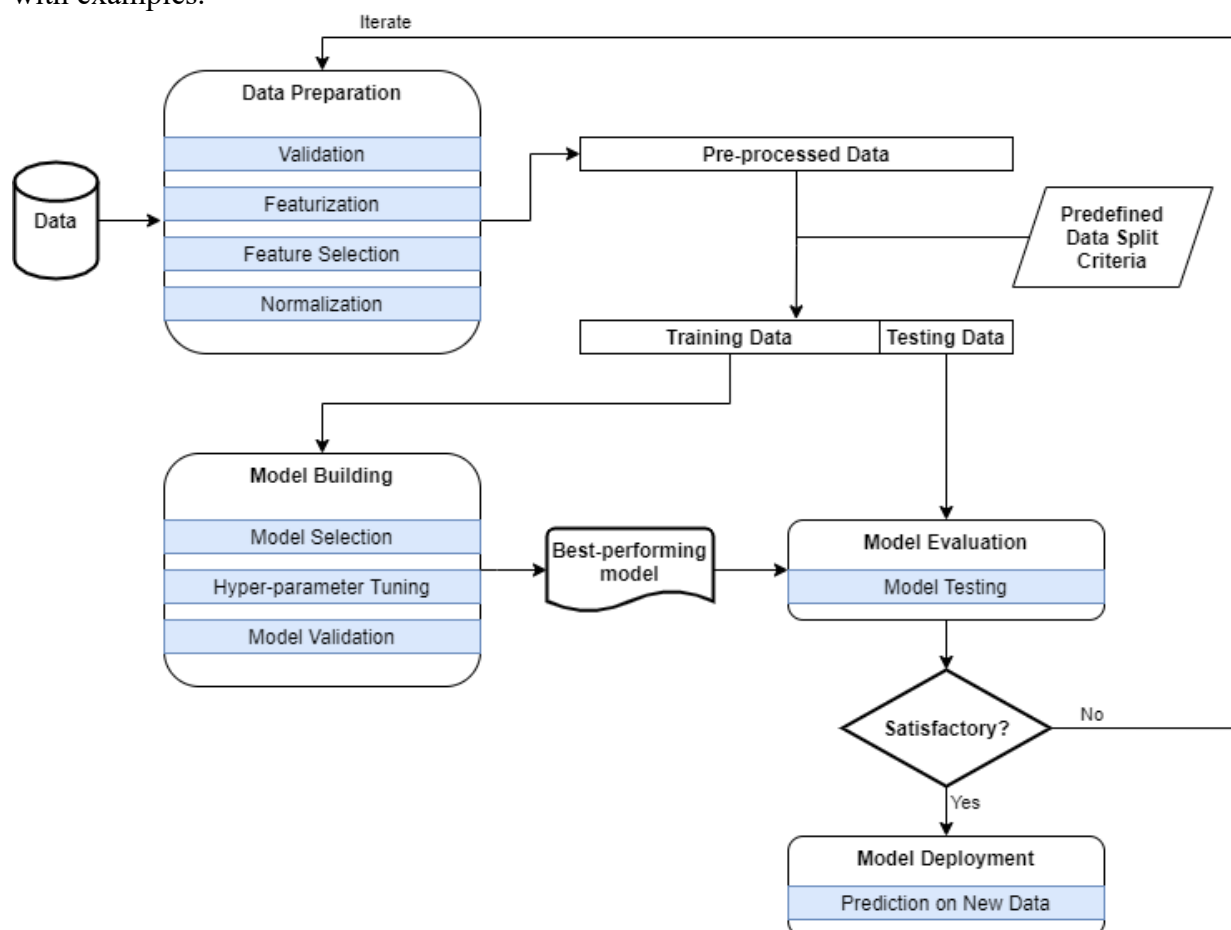 with examples.
Iterate
Data Preparation
Validation
Featurization
Feature Selection
Normalization
Data
Pre-processed Data
Predefined
Data Split
Criteria
Training Data
Testing Data
Model Building
Model Selection
Hyper-parameter Tuning
Model Validation
Best-performing
model
Model Evaluation
Model Testing
Satisfactory?
No
Yes
Model Deployment
Prediction on New Data